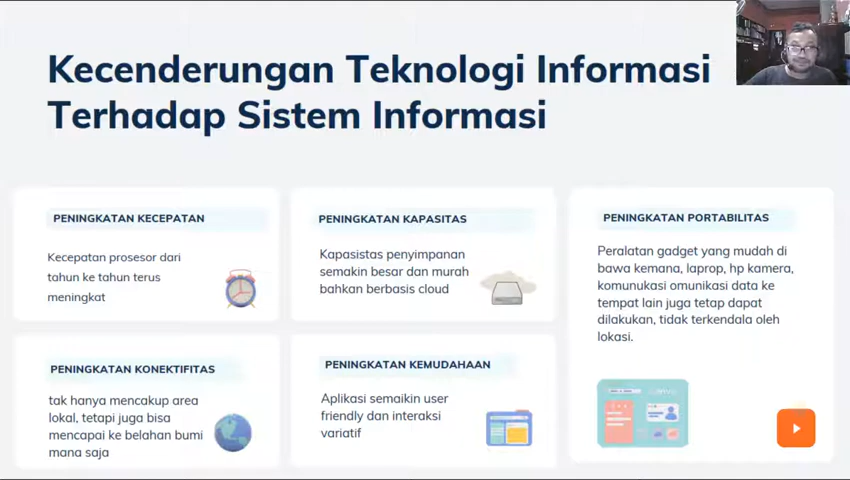 Kecenderungan Teknologi Informasi
Terhadap Sistem Informasi
PENINGKATAN KECEPATAN
Kecepatan prosesor dari
tahun ke tahun terus
meningkat
PENINGKATAN KAPASITAS
Kapasistas penyimpanan
semakin besar dan murah
bahkan berbasis cloud
PENINGKATAN PORTABILITAS
Peralatan gadget yang mudah di
bawa kemana, laprop, hp kamera,
komunukasi omunikasi data ke
tempat lain juga tetap dapat
dilakukan, tidak terkendala oleh
lokasi.
PENINGKATAN KONEKTIFITAS
tak hanya mencakup area
lokal, tetapi juga bisa
mencapai ke belahan bumi
mana saja
PENINGKATAN KEMUDAHAAN
Aplikasi semaikin user
friendly dan interaksi
variatif